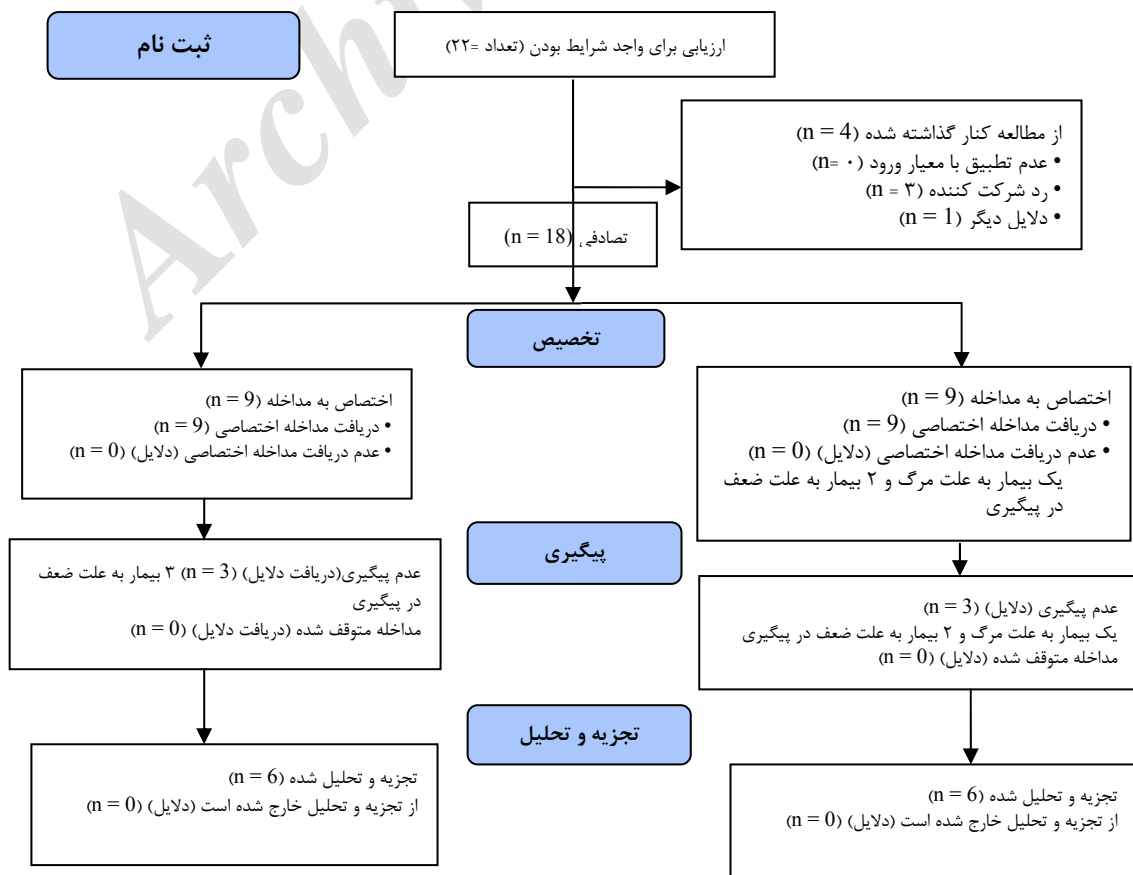 ثبت نام
ارزیابی برای واجد شرایط بودن (تعداد =۲۲)
از مطالعه کنار گذاشته شده (n = 4)
• عدم تطبیق با معیار ورود (n= ۰)
• رد شرکت کننده (n = ۳)
• دلایل دیگر (n = 1)
تصادفی (n = 18)
تخصیص
اختصاص به مداخله (n = 9)
• دریافت مداخله اختصاصی (n = 9)
• عدم دریافت مداخله اختصاصی (دلایل) (n = 0)
یک بیمار به علت مرگ و ۲ بیمار به علت ضعف
در پیگیری
اختصاص به مداخله (n = 9)
• دریافت مداخله اختصاصی (n = 9)
• عدم دریافت مداخله اختصاصی (دلایل) (n = 0)
پیگیری
عدم پیگیری (دلایل) (n = 3)
یک بیمار به علت مرگ و ۲ بیمار به علت ضعف در پیگیری
مداخله متوقف شده (دلایل) (n = 0)
عدم پیگیری(دریافت دلایل) (n = 3) ۳ بیمار به علت ضعف
در پیگیری
مداخله متوقف شده (دریافت دلایل) (n = 0)
تجزیه و تحلیل
تجزیه و تحلیل شده (n = 6)
از تجزیه و تحلیل خارج شده است (دلایل) (n = 0)
تجزیه و تحلیل شده (n = 6)
از تجزیه و تحلیل خارج شده است (دلایل) (n = 0)
Arch